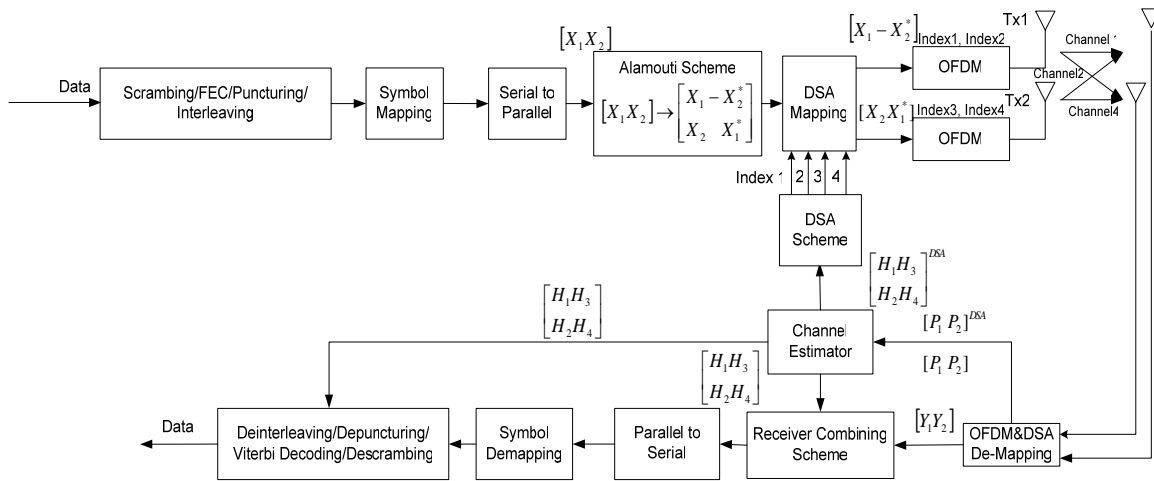 Data
Scrambing/FEC/Puncturing/
Interleaving
Symbol
Mapping
Serial to
Parallel
[X₁X₂]
Alamouti Scheme
[X₁X₂] → [X₁ − X₂*
X₂ X₁*]
DSA
Mapping
[X₁ − X₂*]
Index1, Index2
OFDM
Tx1
[X₂X₁*]
Index3, Index4
OFDM
Tx2
Channel 1
Channel2
Channel4
Index 1 2 3 4
DSA
Scheme
[H₁H₃
H₂H₄]ᴰˢᴬ
[H₁H₃
H₂H₄]
Channel
Estimator
[P₁ P₂]ᴰˢᴬ
[P₁ P₂]
[H₁H₃
H₂H₄]
[Y₁Y₂]
Data
Deinterleaving/Depuncturing/
Viterbi Decoding/Descrambing
Symbol
Demapping
Parallel to
Serial
Receiver Combining
Scheme
OFDM&DSA
De-Mapping